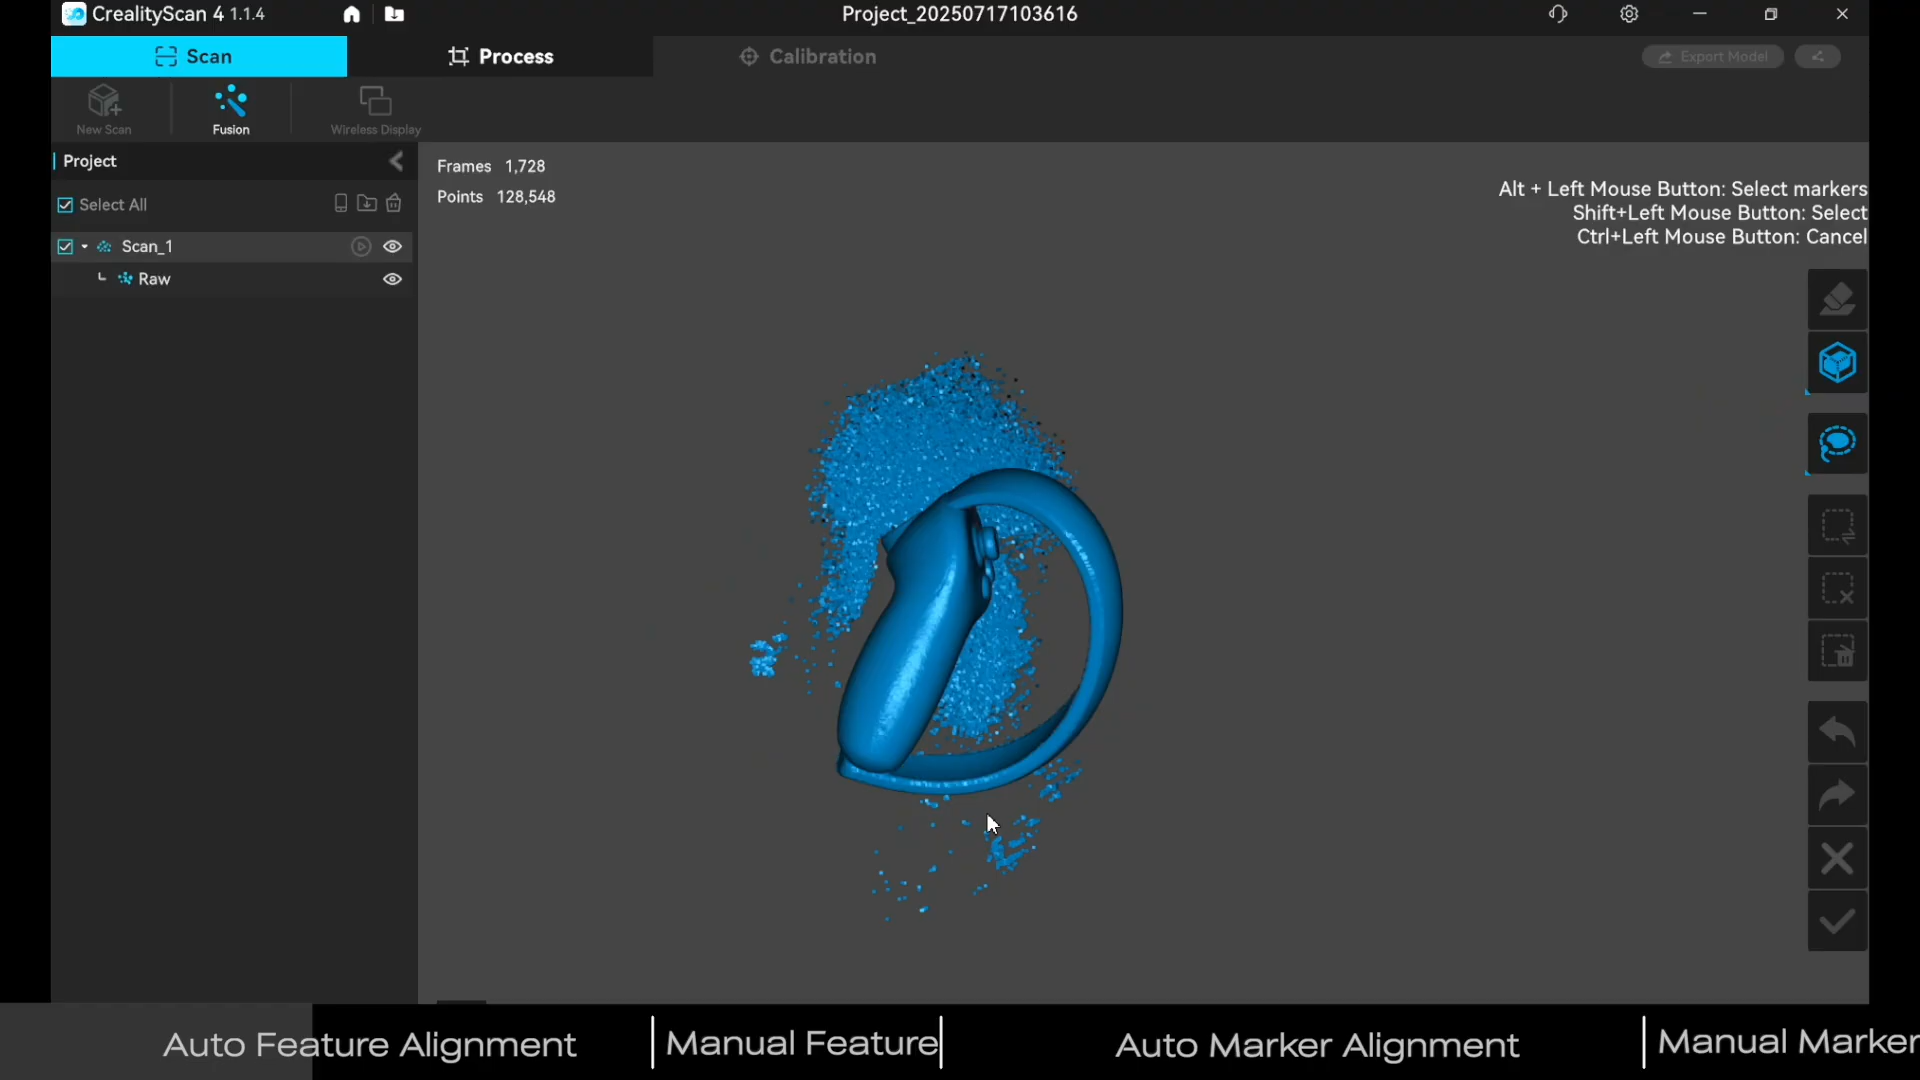 CrealityScan 4 1.1.4
Project_20250717103616
Scan
Process
Calibration
Export Model
New Scan
Fusion
Wireless Display
Project
Select All
Scan_1
Raw
Frames 1,728
Points 128,548
Alt + Left Mouse Button: Select markers
Shift+Left Mouse Button: Select
Ctrl+Left Mouse Button: Cancel
Auto Feature Alignment
Manual Feature
Auto Marker Alignment
Manual Marker